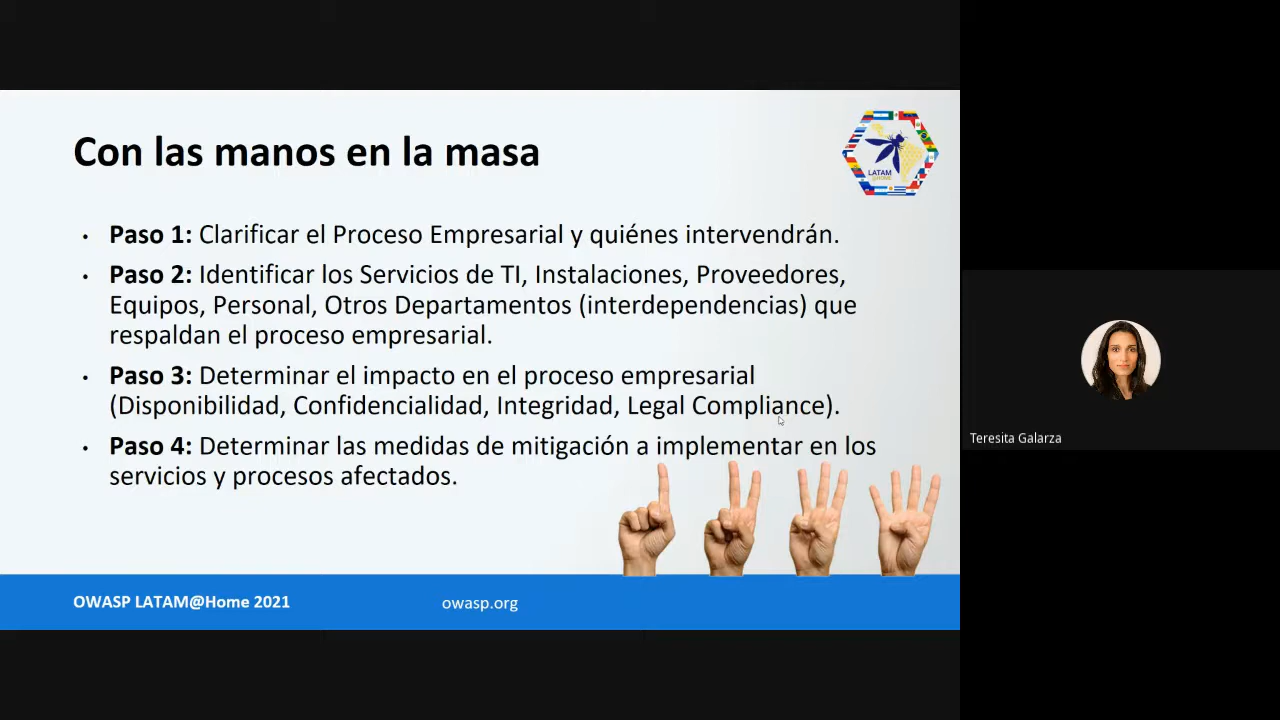 Con las manos en la masa
LATAM
@HOME
• Paso 1: Clarificar el Proceso Empresarial y quiénes intervendrán.
• Paso 2: Identificar los Servicios de TI, Instalaciones, Proveedores,
Equipos, Personal, Otros Departamentos (interdependencias) que
respaldan el proceso empresarial.
• Paso 3: Determinar el impacto en el proceso empresarial
(Disponibilidad, Confidencialidad, Integridad, Legal Compliance).
• Paso 4: Determinar las medidas de mitigación a implementar en los
servicios y procesos afectados.
OWASP LATAM@Home 2021
owasp.org
Teresita Galarza